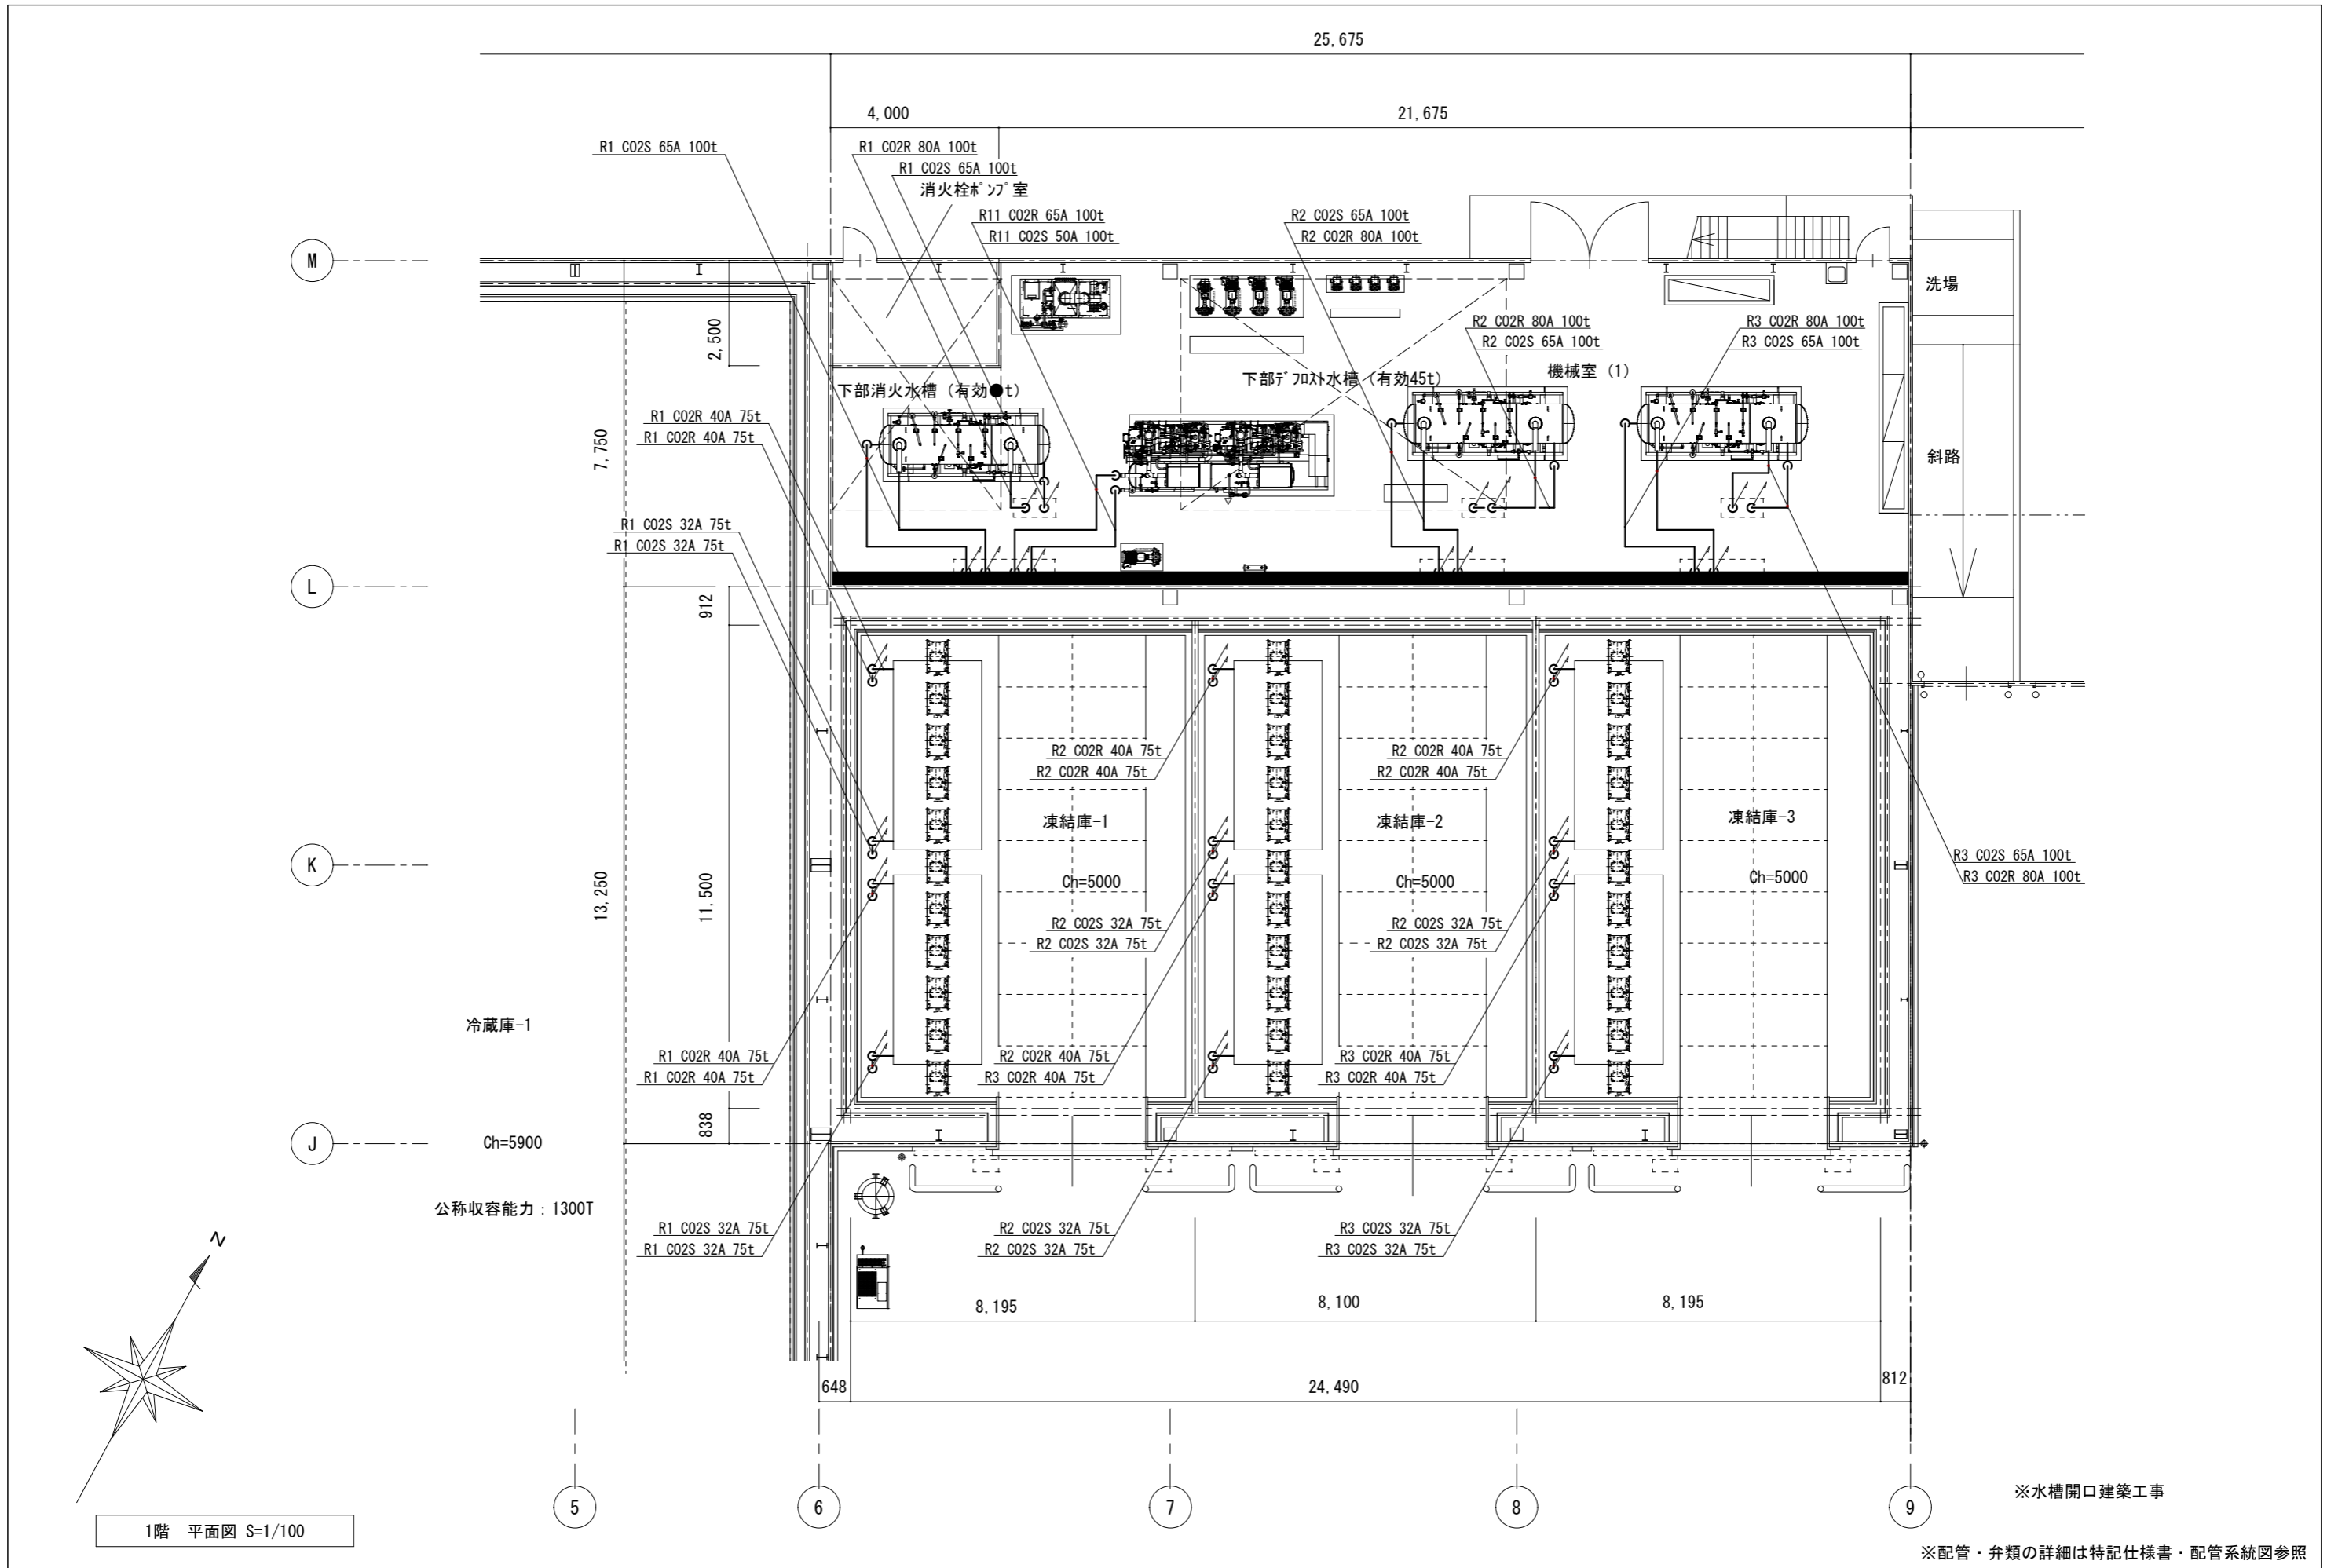 25,675
4,000
21,675
R1 CO2S 65A 100t
R1 CO2R 80A 100t
R1 CO2S 65A 100t
消火栓ﾎﾟﾝﾌﾟ室
R11 CO2R 65A 100t
R11 CO2S 50A 100t
R2 CO2S 65A 100t
R2 CO2R 80A 100t
M
洗場
2,500
R2 CO2R 80A 100t
R2 CO2S 65A 100t
R3 CO2R 80A 100t
R3 CO2S 65A 100t
機械室（1）
下部消火水槽（有効●t）
下部ﾃﾞﾌﾛｽﾄ水槽（有効45t）
R1 CO2R 40A 75t
R1 CO2R 40A 75t
7,750
斜路
R1 CO2S 32A 75t
R1 CO2S 32A 75t
L
912
R2 CO2R 40A 75t
R2 CO2R 40A 75t
R2 CO2R 40A 75t
R2 CO2R 40A 75t
凍結庫-1
凍結庫-2
凍結庫-3
K
R3 CO2S 65A 100t
R3 CO2R 80A 100t
13,250
11,500
Ch=5000
Ch=5000
Ch=5000
R2 CO2S 32A 75t
R2 CO2S 32A 75t
R2 CO2S 32A 75t
R2 CO2S 32A 75t
冷蔵庫-1
R1 CO2R 40A 75t
R1 CO2R 40A 75t
R2 CO2R 40A 75t
R3 CO2R 40A 75t
R3 CO2R 40A 75t
R3 CO2R 40A 75t
838
J
Ch=5900
公称収容能力：1300T
R1 CO2S 32A 75t
R1 CO2S 32A 75t
R2 CO2S 32A 75t
R2 CO2S 32A 75t
R3 CO2S 32A 75t
R3 CO2S 32A 75t
N
8,195
8,100
8,195
648
24,490
812
5
6
7
8
9
※水槽開口建築工事
1階　平面図 S=1/100
※配管・弁類の詳細は特記仕様書・配管系統図参照